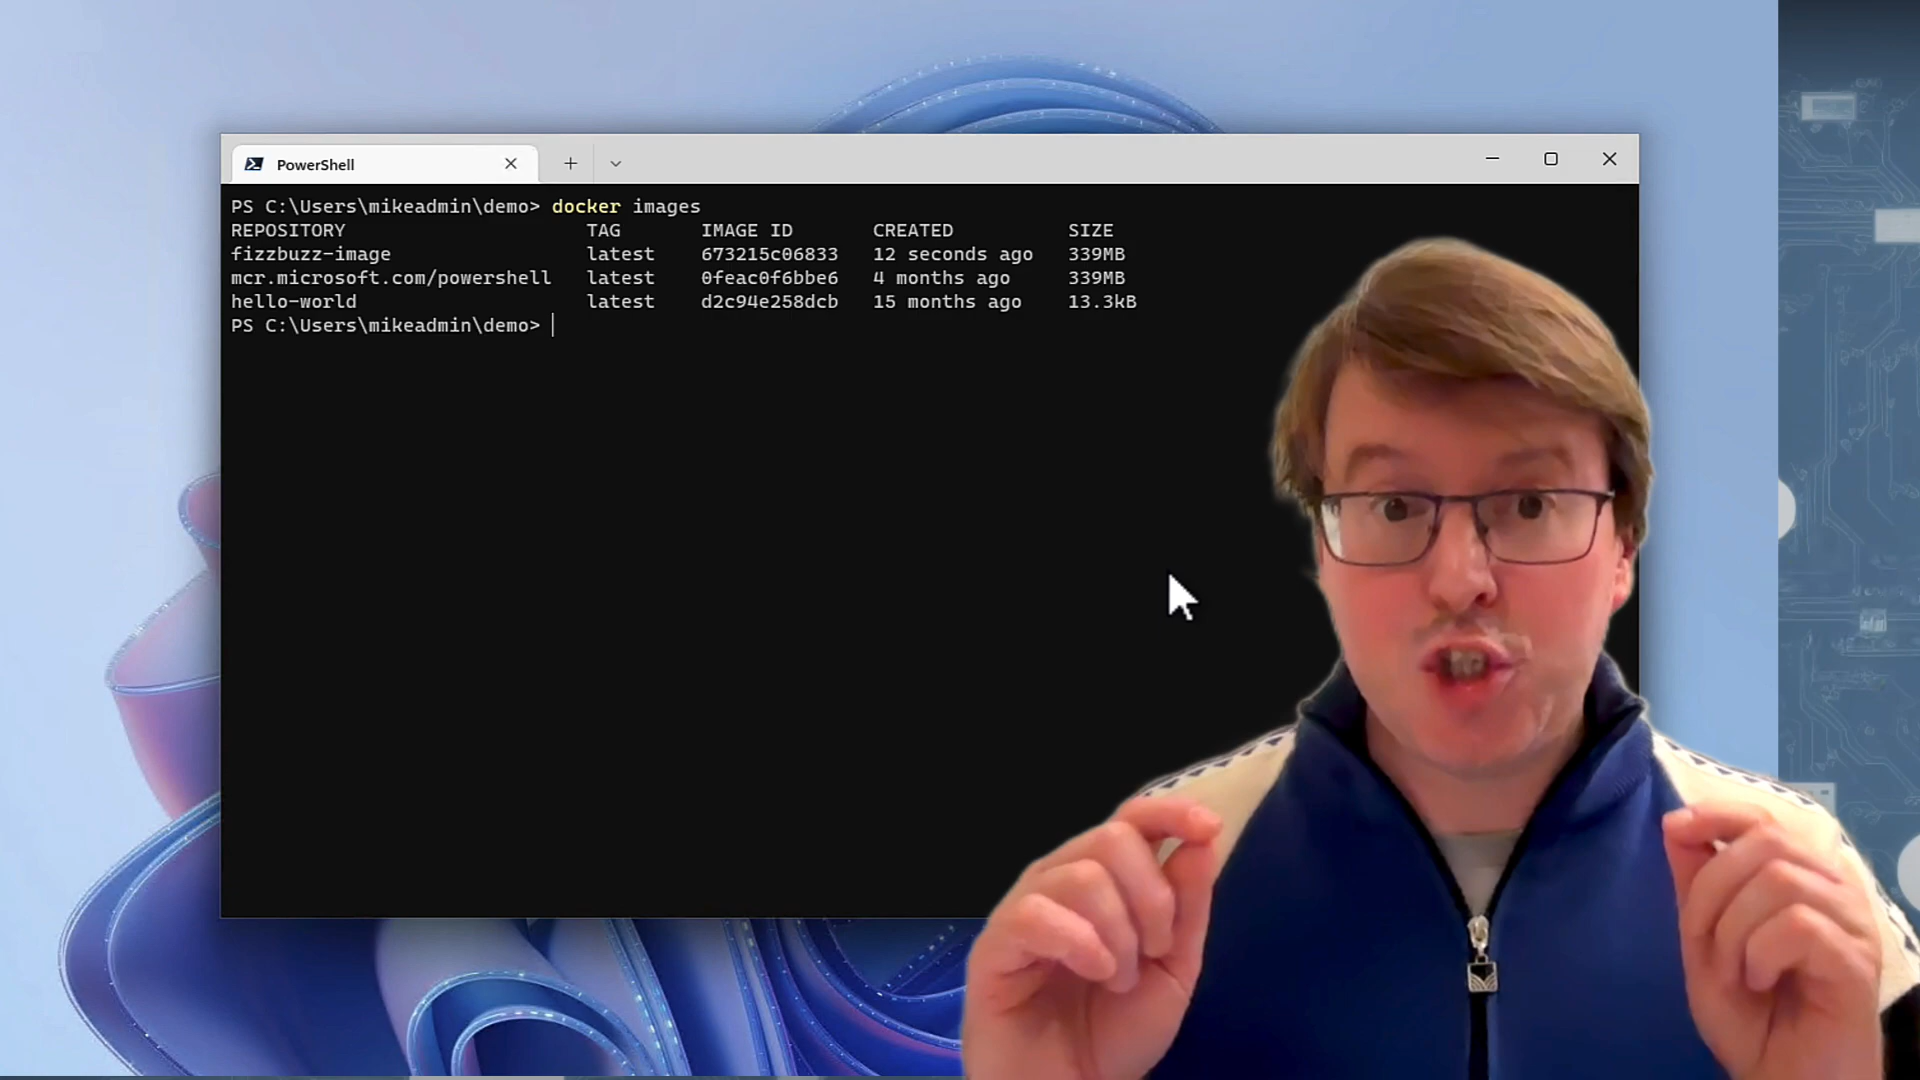 PowerShell
PS C:\Users\mikeadmin\demo> docker images
REPOSITORY TAG IMAGE ID CREATED SIZE
fizzbuzz-image latest 673215c06833 12 seconds ago 339MB
mcr.microsoft.com/powershell latest 0feac0f6bbe6 4 months ago 339MB
hello-world latest d2c94e258dcb 15 months ago 13.3kB
PS C:\Users\mikeadmin\demo>